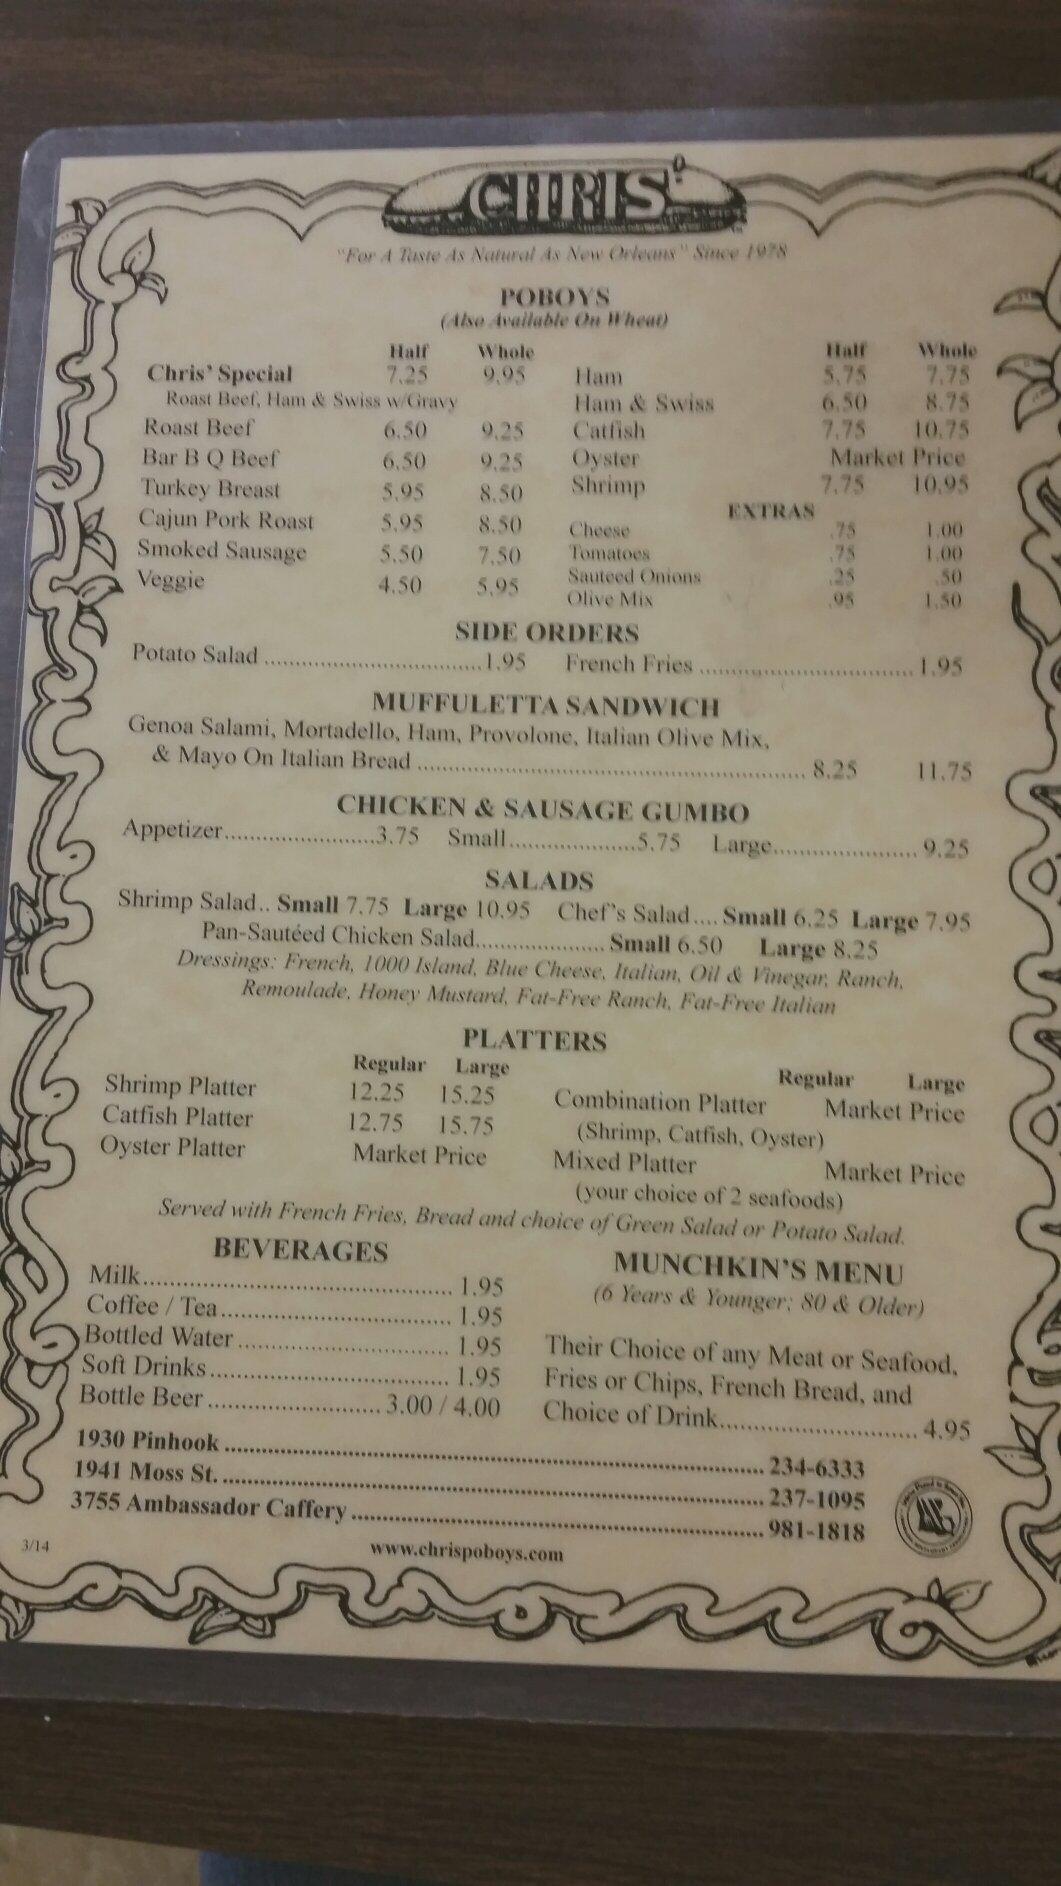 CHRIS'
"For A Taste As Natural As New Orleans" Since 1978
POBOYS
(Also Available On Wheat)
Half Whole
Chris' Special 7.25 9.95
Roast Beef, Ham & Swiss w/Gravy
Roast Beef 6.50 9.25
Bar B Q Beef 6.50 9.25
Turkey Breast 5.95 8.50
Cajun Pork Roast 5.95 8.50
Smoked Sausage 5.50 7.50
Veggie 4.50 5.95
Half Whole
Ham 5.75 7.75
Ham & Swiss 6.50 8.75
Catfish 7.75 10.75
Oyster Market Price
Shrimp 7.75 10.95
EXTRAS
Cheese .75 1.00
Tomatoes .75 1.00
Sauteed Onions .25 .50
Olive Mix .95 1.50
SIDE ORDERS
Potato Salad ................................. 1.95 French Fries ................................ 1.95
MUFFULETTA SANDWICH
Genoa Salami, Mortadello, Ham, Provolone, Italian Olive Mix,
& Mayo On Italian Bread .......................................................... 8.25 11.75
CHICKEN & SAUSAGE GUMBO
Appetizer.......................3.75 Small...................5.75 Large...................... 9.25
SALADS
Shrimp Salad.. Small 7.75 Large 10.95 Chef's Salad.... Small 6.25 Large 7.95
Pan-Sautéed Chicken Salad.................... Small 6.50 Large 8.25
Dressings: French, 1000 Island, Blue Cheese, Italian, Oil & Vinegar, Ranch,
Remoulade, Honey Mustard, Fat-Free Ranch, Fat-Free Italian
PLATTERS
Regular Large
Shrimp Platter 12.25 15.25
Catfish Platter 12.75 15.75
Oyster Platter Market Price
Regular Large
Combination Platter Market Price
(Shrimp, Catfish, Oyster)
Mixed Platter Market Price
(your choice of 2 seafoods)
Served with French Fries, Bread and choice of Green Salad or Potato Salad.
BEVERAGES
Milk............................................... 1.95
Coffee / Tea................................... 1.95
Bottled Water ................................ 1.95
Soft Drinks.................................... 1.95
Bottle Beer .......................... 3.00 / 4.00
MUNCHKIN'S MENU
(6 Years & Younger; 80 & Older)
Their Choice of any Meat or Seafood,
Fries or Chips, French Bread, and
Choice of Drink.............................. 4.95
1930 Pinhook ........................................................................ 234-6333
1941 Moss St. ........................................................................ 237-1095
3755 Ambassador Caffery ....................................................... 981-1818
3/14
www.chrispoboys.com